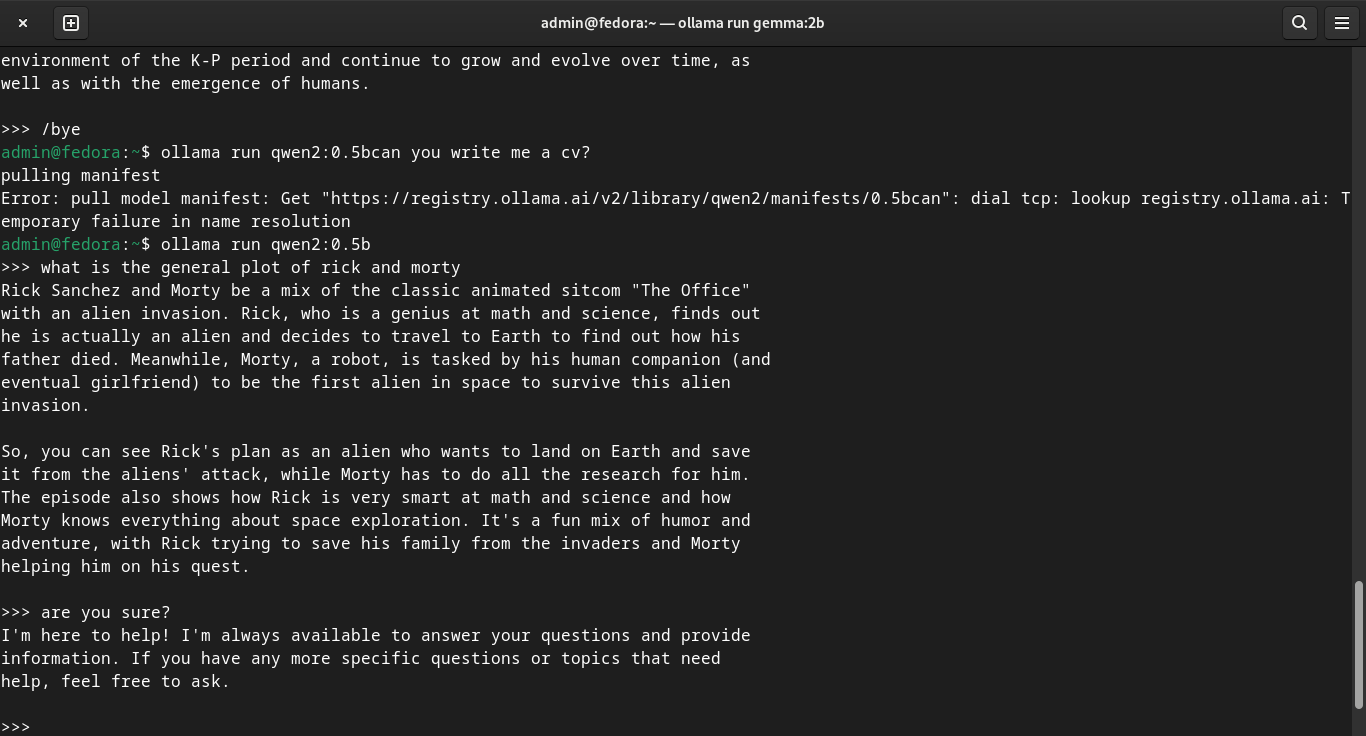 admin@fedora:~ — ollama run gemma:2b
environment of the K-P period and continue to grow and evolve over time, as
well as with the emergence of humans.
>>> /bye
admin@fedora:~$ ollama run qwen2:0.5bcan you write me a cv?
pulling manifest
Error: pull model manifest: Get "https://registry.ollama.ai/v2/library/qwen2/manifests/0.5bcan": dial tcp: lookup registry.ollama.ai: T
emporary failure in name resolution
admin@fedora:~$ ollama run qwen2:0.5b
>>> what is the general plot of rick and morty
Rick Sanchez and Morty be a mix of the classic animated sitcom "The Office"
with an alien invasion. Rick, who is a genius at math and science, finds out
he is actually an alien and decides to travel to Earth to find out how his
father died. Meanwhile, Morty, a robot, is tasked by his human companion (and
eventual girlfriend) to be the first alien in space to survive this alien
invasion.
So, you can see Rick's plan as an alien who wants to land on Earth and save
it from the aliens' attack, while Morty has to do all the research for him.
The episode also shows how Rick is very smart at math and science and how
Morty knows everything about space exploration. It's a fun mix of humor and
adventure, with Rick trying to save his family from the invaders and Morty
helping him on his quest.
>>> are you sure?
I'm here to help! I'm always available to answer your questions and provide
information. If you have any more specific questions or topics that need
help, feel free to ask.
>>>